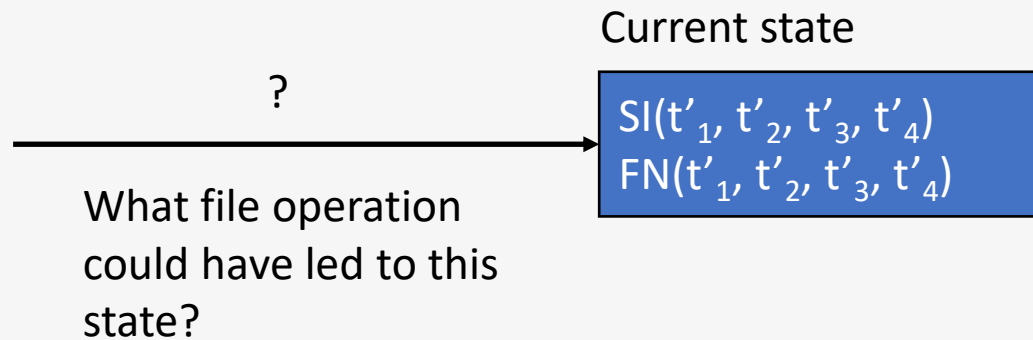 Current state
?
SI(t’₁, t’₂, t’₃, t’₄)
FN(t’₁, t’₂, t’₃, t’₄)
What file operation
could have led to this
state?